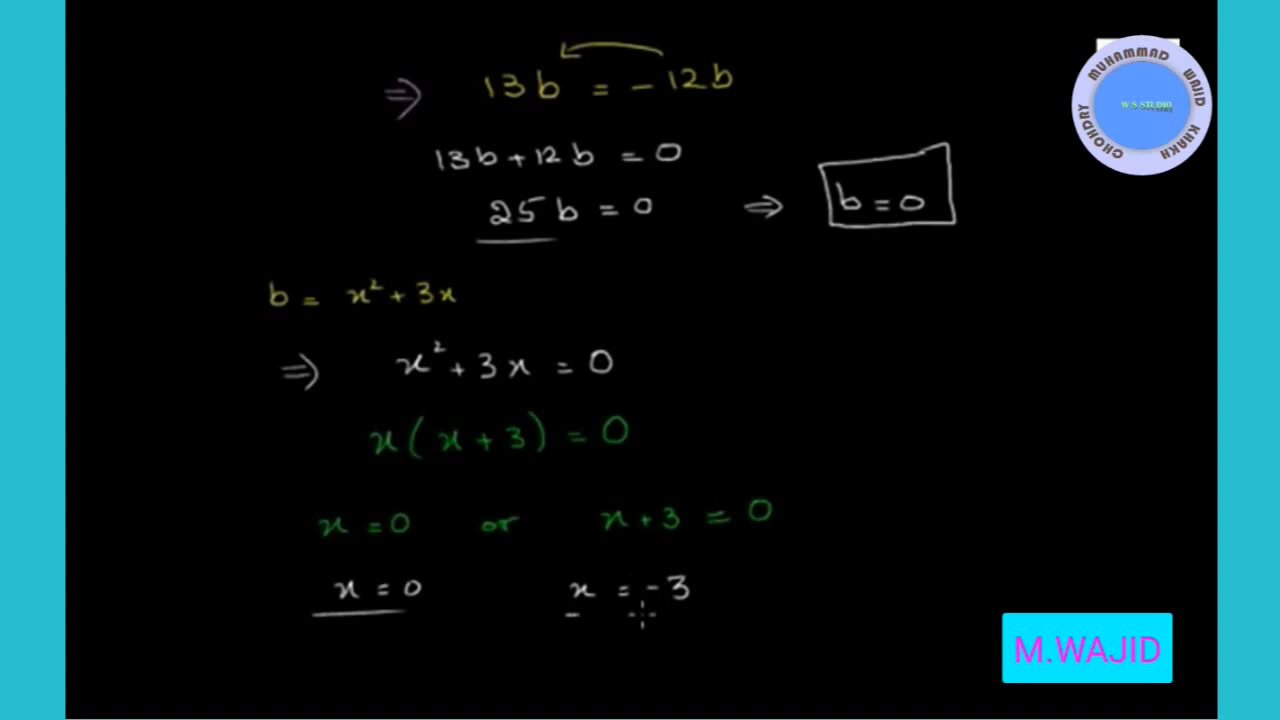 ⇒ 13b = -12b
13b + 12b = 0
25b = 0 ⇒ b = 0
b = x² + 3x
⇒ x² + 3x = 0
x(x + 3) = 0
x = 0 or x + 3 = 0
x = 0 x = -3
MUHAMMAD WAJID KHAKH CHOHDRY
W S STUDIO
M.WAJID